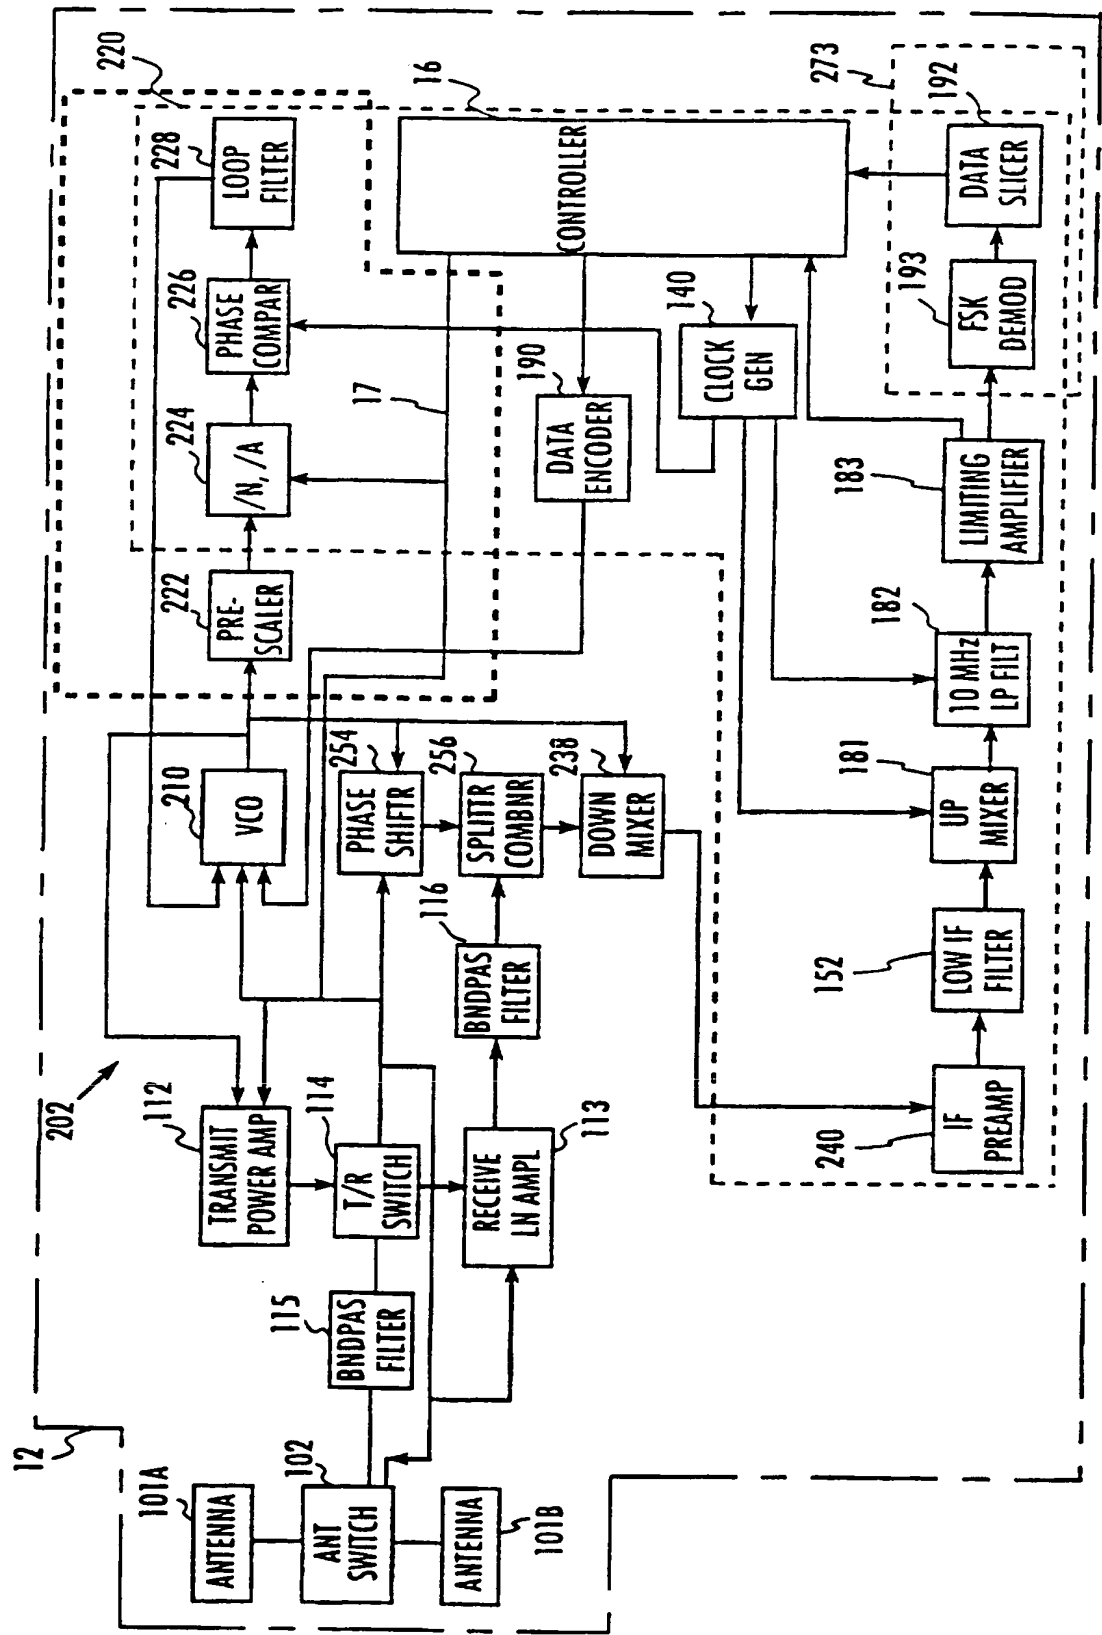 12
202
101A
ANTENNA
102
ANT
SWITCH
ANTENNA
101B
115
BNDPAS
FILTER
112
TRANSMIT
POWER AMP
114
T/R
SWITCH
RECEIVE
LN AMPL
113
116
BNDPAS
FILTER
210
VCO
254
PHASE
SHIFTR
256
SPLITTR
COMBNR
238
DOWN
MIXER
222
PRE-
SCALER
224
/N, /A
226
PHASE
COMPAR
228
LOOP
FILTER
220
17
190
DATA
ENCODER
16
CONTROLLER
140
CLOCK
GEN
240
IF
PREAMP
152
LOW IF
FILTER
181
UP
MIXER
182
10 MHz
LP FILT
183
LIMITING
AMPLIFIER
193
FSK
DEMOD
192
DATA
SLICER
273